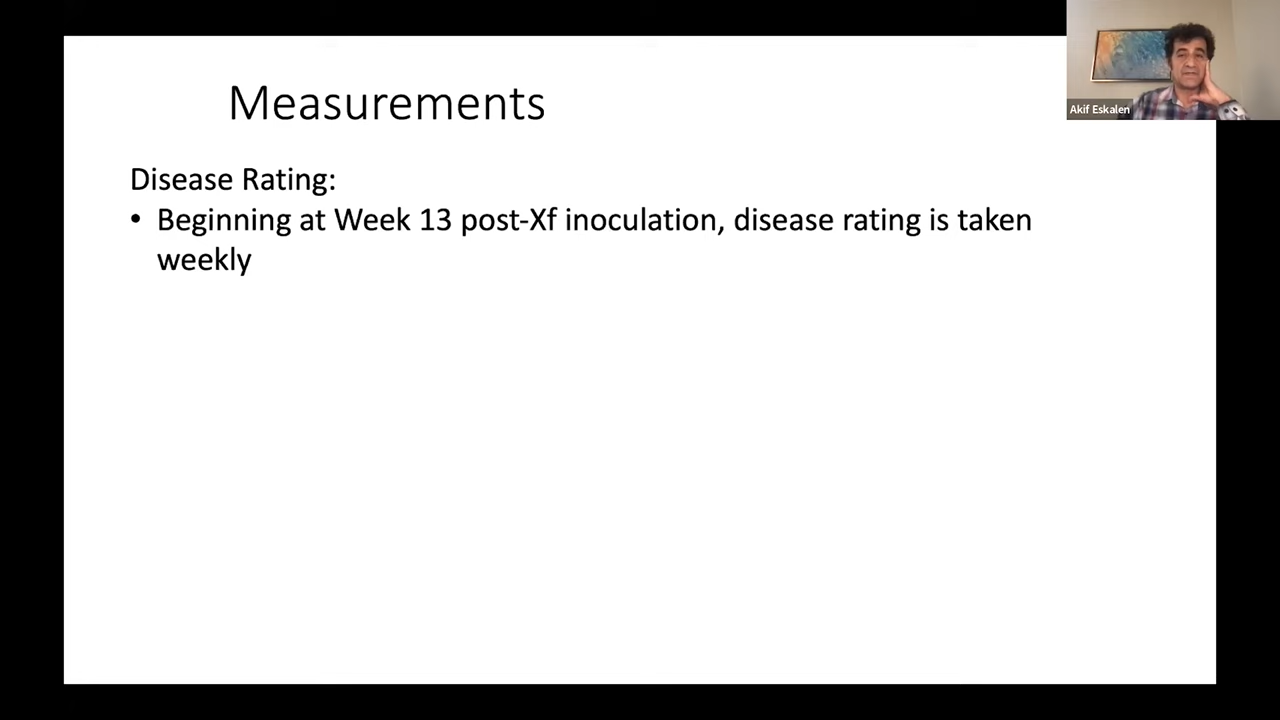 Measurements
Akif Eskalen
Disease Rating:
• Beginning at Week 13 post-Xf inoculation, disease rating is taken
weekly